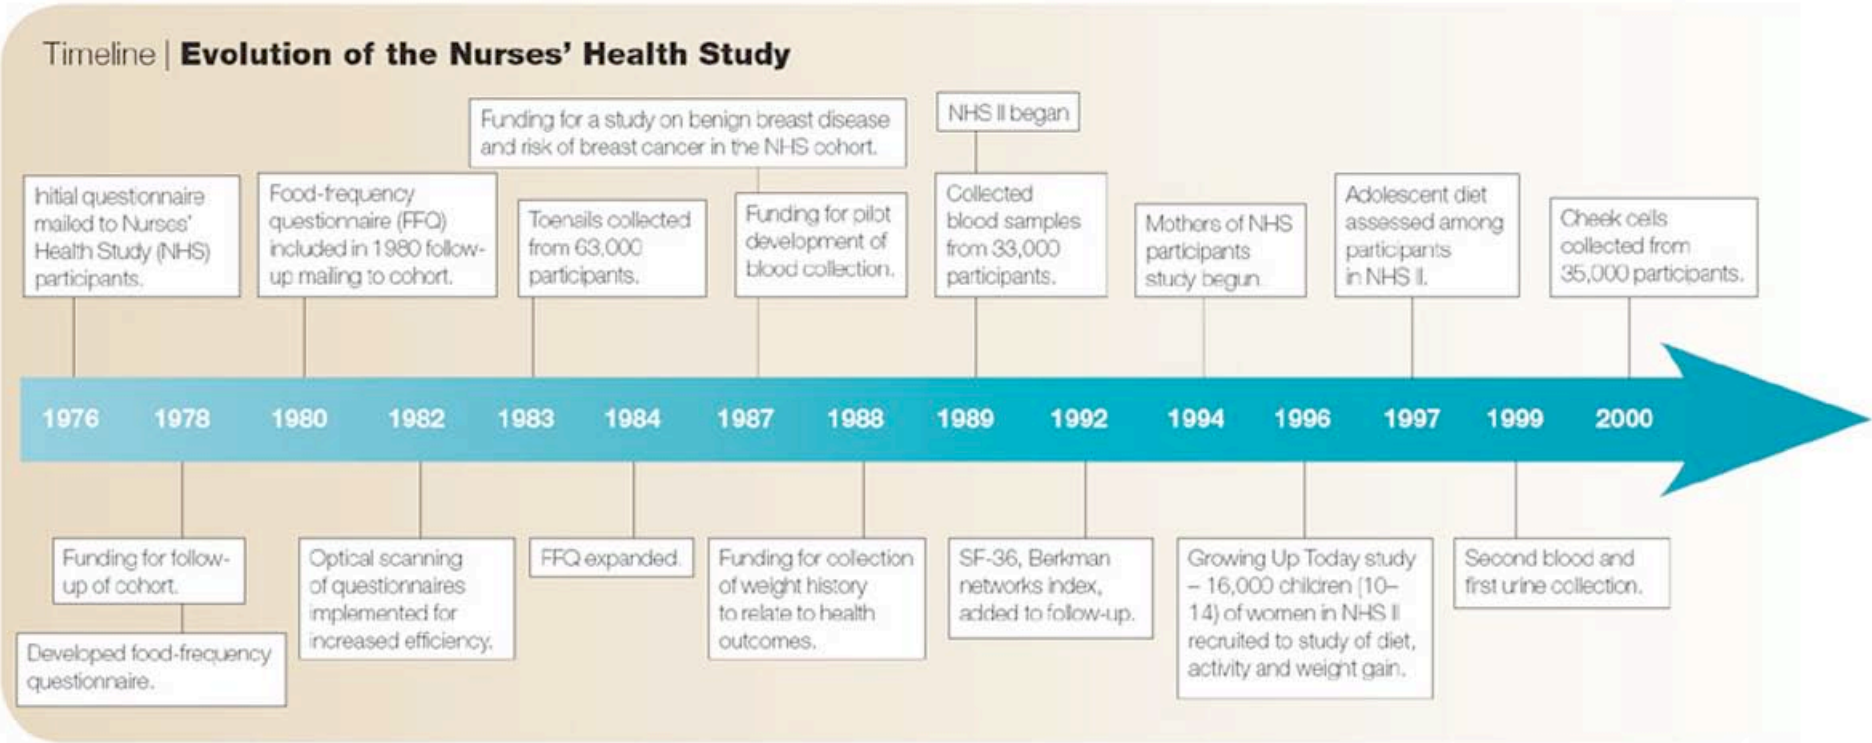 Timeline | Evolution of the Nurses' Health Study
Funding for a study on benign breast disease
and risk of breast cancer in the NHS cohort.
NHS II began
Initial questionnaire
mailed to Nurses'
Health Study (NHS)
participants.
Food-frequency
questionnaire (FFQ)
included in 1980 follow-
up mailing to cohort.
Toenails collected
from 63,000
participants.
Funding for pilot
development of
blood collection.
Collected
blood samples
from 33,000
participants.
Mothers of NHS
participants
study begun.
Adolescent diet
assessed among
participants
in NHS II.
Cheek cells
collected from
35,000 participants.
1976 1978 1980 1982 1983 1984 1987 1988 1989 1992 1994 1996 1997 1999 2000
Funding for follow-
up of cohort.
Developed food-frequency
questionnaire.
Optical scanning
of questionnaires
implemented for
increased efficiency.
FFQ expanded.
Funding for collection
of weight history
to relate to health
outcomes.
SF-36, Berkman
networks index,
added to follow-up.
Growing Up Today study
– 16,000 children (10–
14) of women in NHS II
recruited to study of diet,
activity and weight gain.
Second blood and
first urine collection.